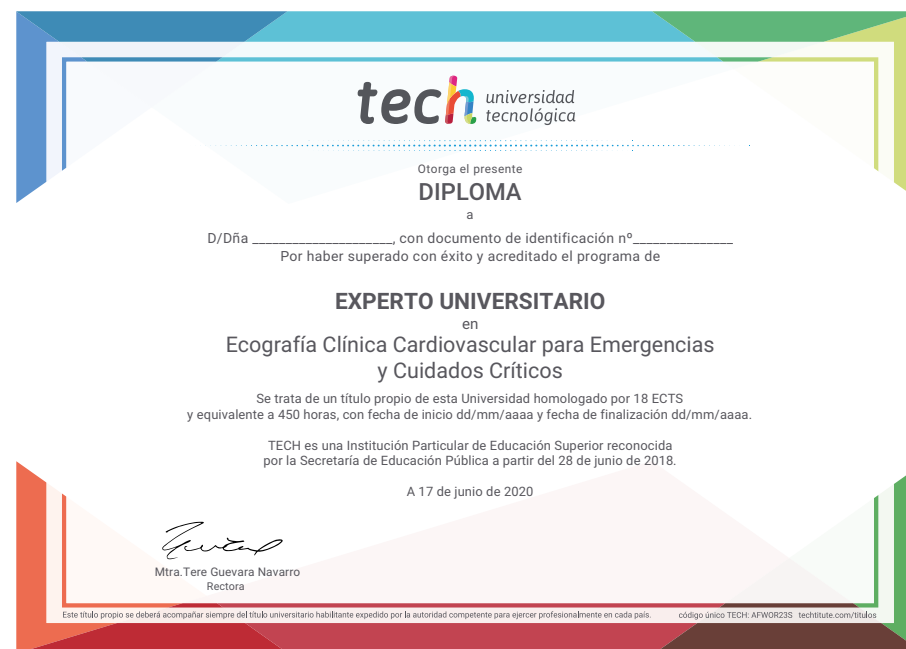 tech universidad
tecnológica
Otorga el presente
DIPLOMA
a
D/Dña _____________________, con documento de identificación nº_______________
Por haber superado con éxito y acreditado el programa de
EXPERTO UNIVERSITARIO
en
Ecografía Clínica Cardiovascular para Emergencias
y Cuidados Críticos
Se trata de un título propio de esta Universidad homologado por 18 ECTS
y equivalente a 450 horas, con fecha de inicio dd/mm/aaaa y fecha de finalización dd/mm/aaaa.
TECH es una Institución Particular de Educación Superior reconocida
por la Secretaría de Educación Pública a partir del 28 de junio de 2018.
A 17 de junio de 2020
Mtra.Tere Guevara Navarro
Rectora
Este título propio se deberá acompañar siempre del título universitario habilitante expedido por la autoridad competente para ejercer profesionalmente en cada país. código único TECH: AFWOR23S techtitute.com/titulos